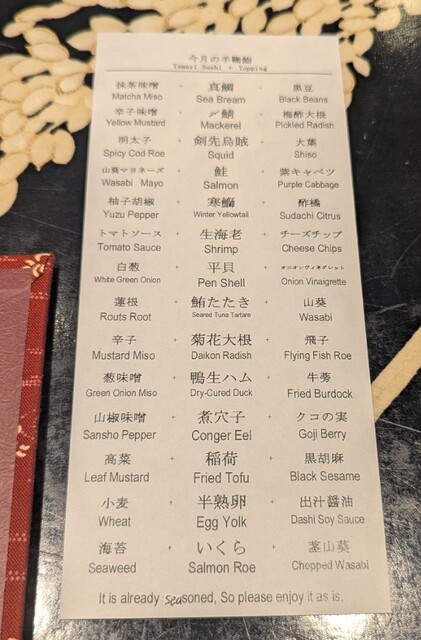 今月の手鞠鮨
Temari Sushi + Topping
抹茶味噌 + 真鯛 + 黒豆
Matcha Miso Sea Bream Black Beans
辛子味噌 + 〆鯖 + 梅酢大根
Yellow Mustard Mackerel Pickled Radish
明太子 + 剣先烏賊 + 大葉
Spicy Cod Roe Squid Shiso
山葵マヨネーズ + 鮭 + 紫キャベツ
Wasabi Mayo Salmon Purple Cabbage
柚子胡椒 + 寒鰤 + 酢橘
Yuzu Pepper Winter Yellowtail Sudachi Citrus
トマトソース + 生海老 + チーズチップ
Tomato Sauce Shrimp Cheese Chips
白葱 + 平貝 + オニオンヴィネグレット
White Green Onion Pen Shell Onion Vinaigrette
蓮根 + 鮪たたき + 山葵
Routs Root Seared Tuna Tartare Wasabi
辛子 + 菊花大根 + 飛子
Mustard Miso Daikon Radish Flying Fish Roe
葱味噌 + 鴨生ハム + 牛蒡
Green Onion Miso Dry-Cured Duck Fried Burdock
山椒味噌 + 煮穴子 + クコの実
Sansho Pepper Conger Eel Goji Berry
高菜 + 稲荷 + 黒胡麻
Leaf Mustard Fried Tofu Black Sesame
小麦 + 半熟卵 + 出汁醤油
Wheat Egg Yolk Dashi Soy Sauce
海苔 + いくら + 茎山葵
Seaweed Salmon Roe Chopped Wasabi
It is already seasoned, So please enjoy it as is.